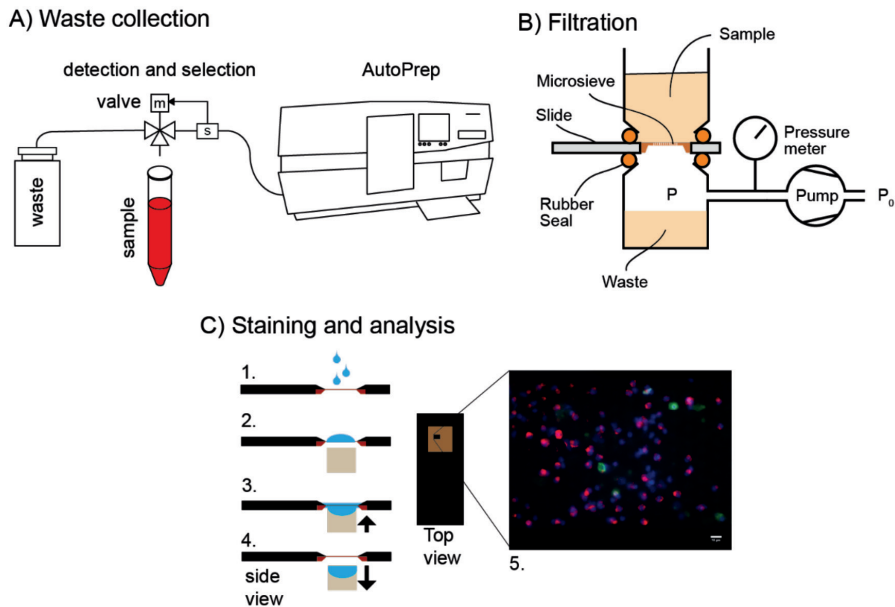 A) Waste collection
detection and selection
AutoPrep
valve
m
s
waste
sample
B) Filtration
Sample
Microsieve
Slide
Pressure
meter
Rubber
Seal
P
Pump
P₀
Waste
C) Staining and analysis
1.
2.
3.
4.
side
view
Top
view
5.